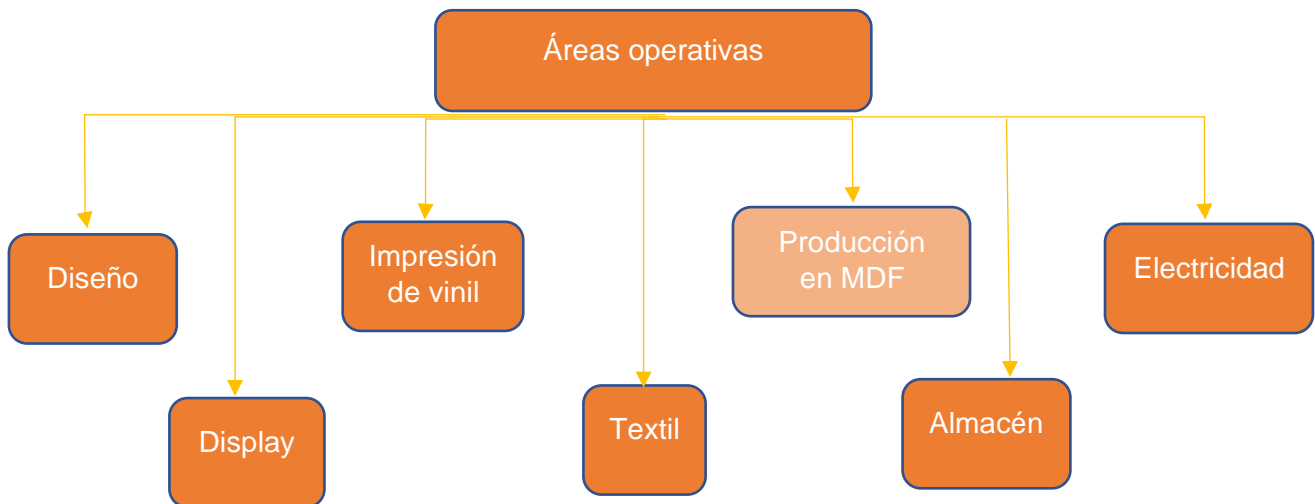 Áreas operativas
Diseño
Impresión
de vinil
Producción
en MDF
Electricidad
Display
Textil
Almacén